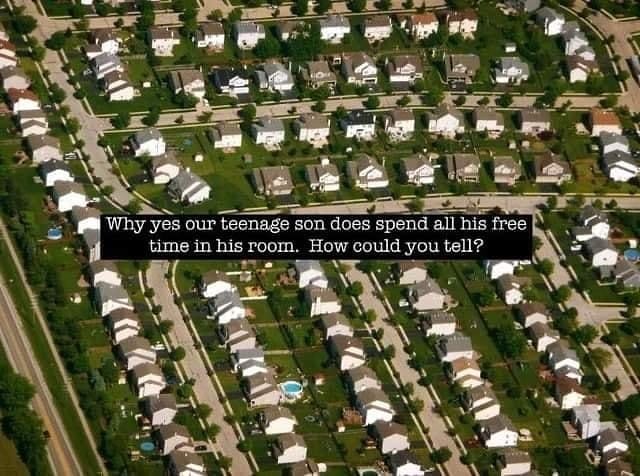 Why yes our teenage son does spend all his free
time in his room.  How could you tell?